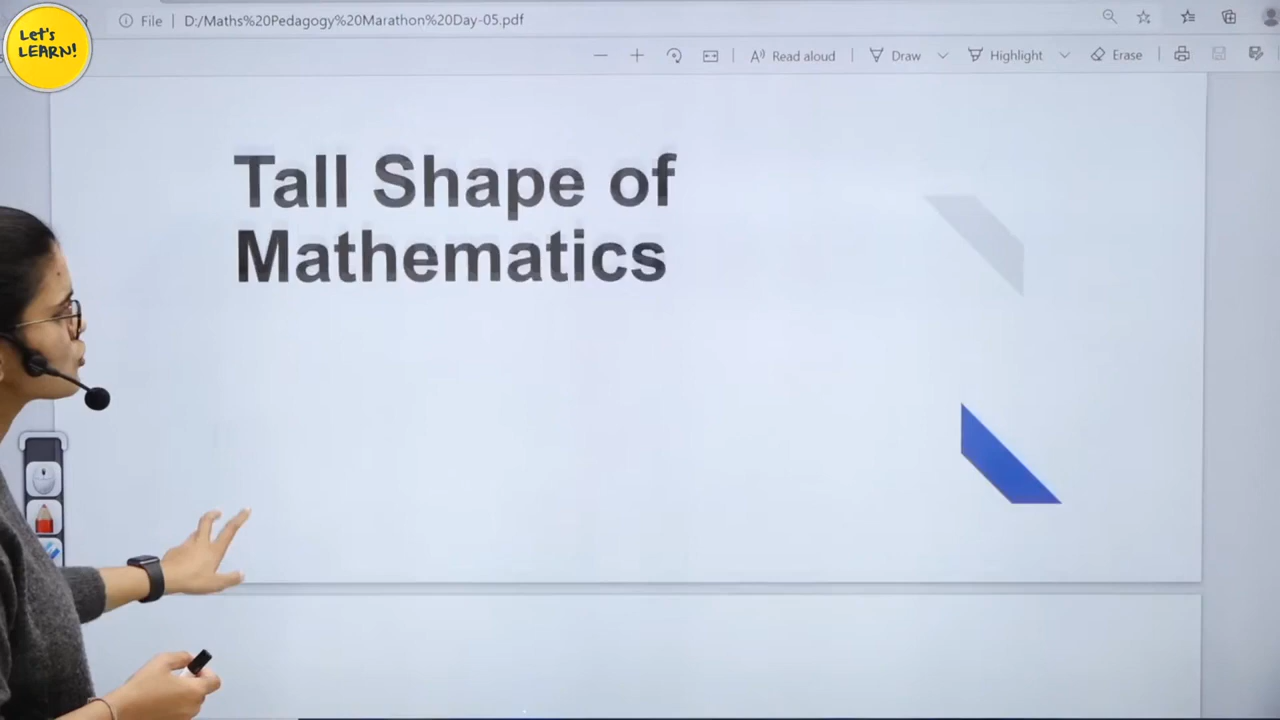 Let's
LEARN!
File
D:/Maths%20Pedagogy%20Marathon%20Day-05.pdf
Read aloud
Draw
Highlight
Erase
Tall Shape of
Mathematics